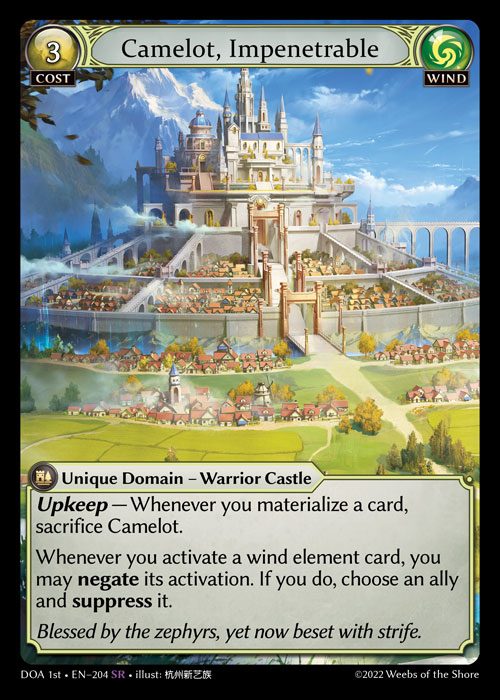 3
Camelot, Impenetrable
COST
WIND
Unique Domain – Warrior Castle
Upkeep — Whenever you materialize a card,
sacrifice Camelot.
Whenever you activate a wind element card, you
may negate its activation. If you do, choose an ally
and suppress it.
Blessed by the zephyrs, yet now beset with strife.
DOA 1st • EN–204 SR • illust: 杭州新艺族
©2022 Weebs of the Shore